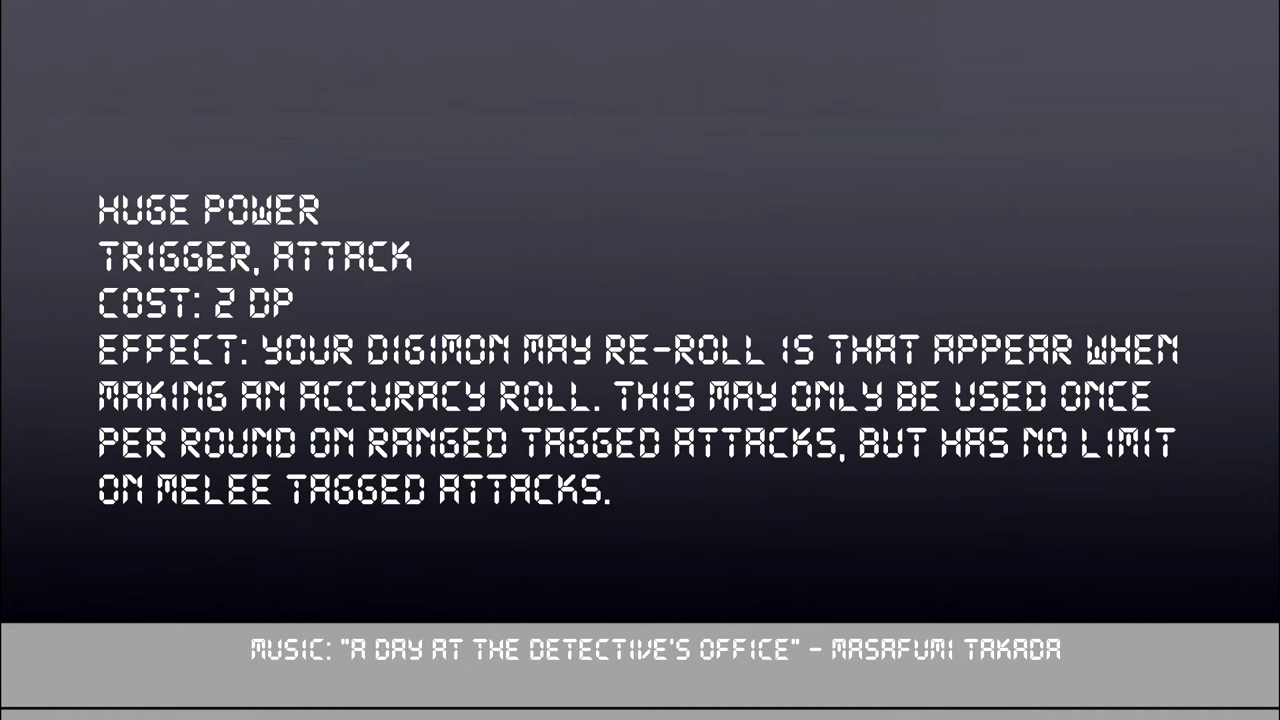 HUGE POWER
TRIGGER, ATTACK
COST: 2 DP
EFFECT: YOUR DIGIMON MAY RE-ROLL 1S THAT APPEAR WHEN
MAKING AN ACCURACY ROLL. THIS MAY ONLY BE USED ONCE
PER ROUND ON RANGED TAGGED ATTACKS, BUT HAS NO LIMIT
ON MELEE TAGGED ATTACKS.
MUSIC: "A DAY AT THE DETECTIVE'S OFFICE" - MASAFUMI TAKADA